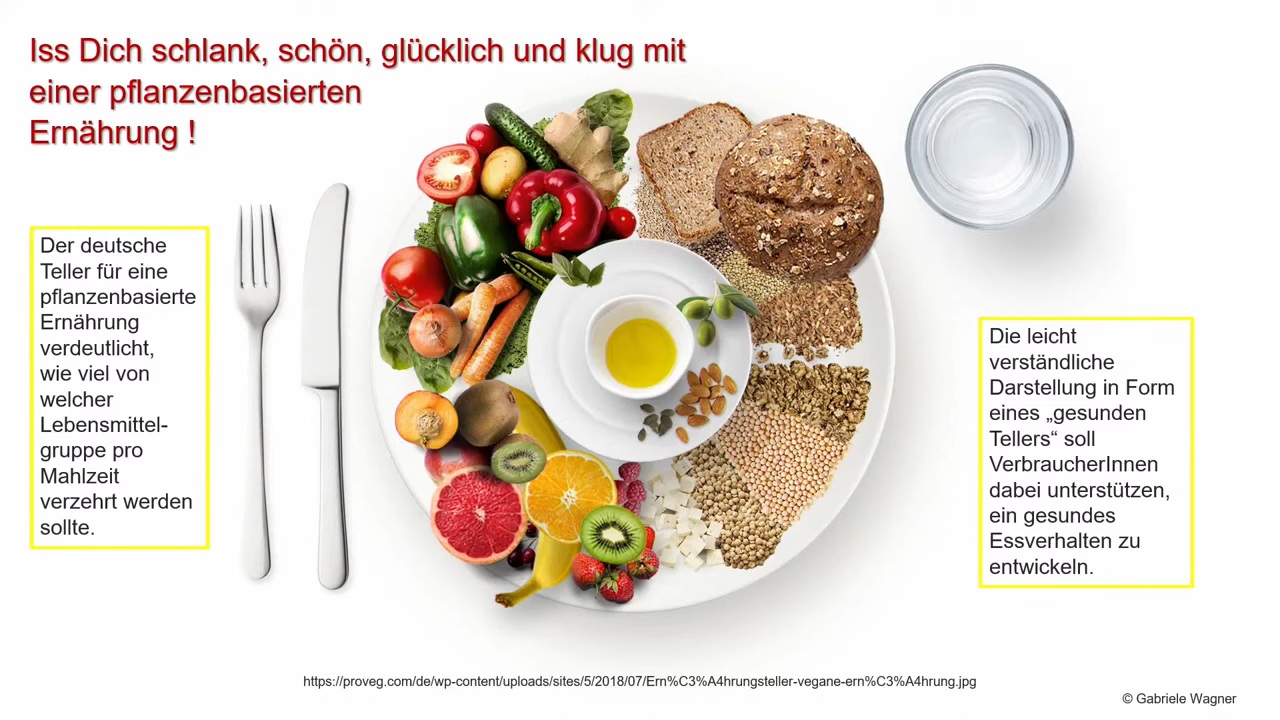 Iss Dich schlank, schön, glücklich und klug mit
einer pflanzenbasierten
Ernährung !
Der deutsche
Teller für eine
pflanzenbasierte
Ernährung
verdeutlicht,
wie viel von
welcher
Lebensmittel-
gruppe pro
Mahlzeit
verzehrt werden
sollte.
Die leicht
verständliche
Darstellung in Form
eines „gesunden
Tellers“ soll
VerbraucherInnen
dabei unterstützen,
ein gesundes
Essverhalten zu
entwickeln.
https://proveg.com/de/wp-content/uploads/sites/5/2018/07/Ern%C3%A4hrungsteller-vegane-ern%C3%A4hrung.jpg
© Gabriele Wagner